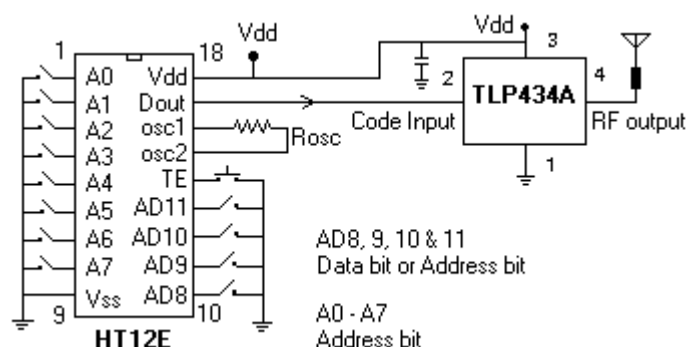 Vdd
Vdd
3
1
18
A0
Vdd
2
TLP434A
4
A1
Dout
Code Input
RF output
A2
osc1
Rosc
A3
osc2
1
A4
TE
A5
AD11
A6
AD10
AD8, 9, 10 & 11
A7
AD9
Data bit or Address bit
Vss
AD8
9
10
A0 - A7
HT12E
Address bit